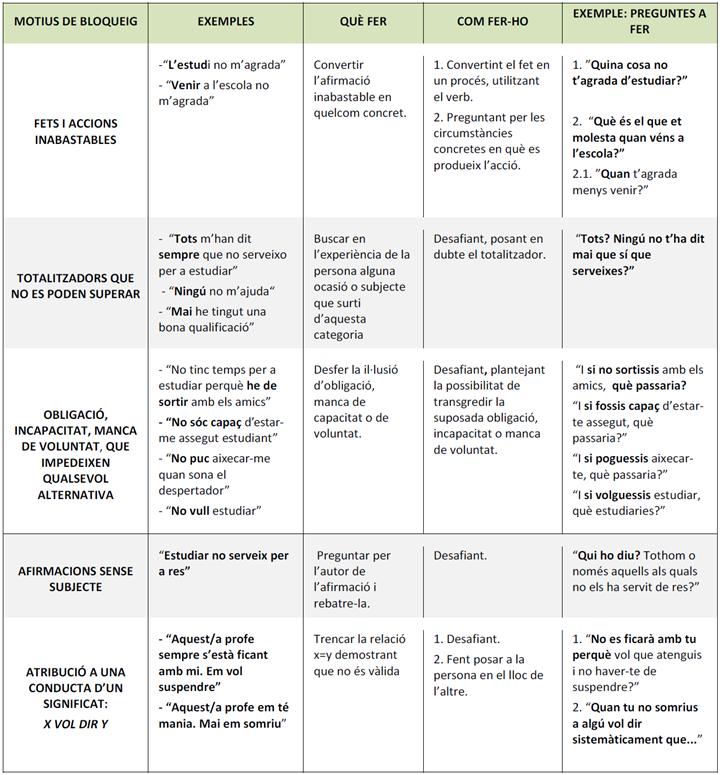 MOTIUS DE BLOQUEIG
EXEMPLES
QUÈ FER
COM FER-HO
EXEMPLE: PREGUNTES A
FER
FETS I ACCIONS
INABASTABLES
-“L’estudi no m’agrada”
- “Venir a l’escola no
m’agrada”
Convertir
l’afirmació
inabastable en
quelcom concret.
1. Convertint el fet en
un procés, utilitzant
el verb.
2. Preguntant per les
circumstàncies
concretes en què es
produeix l’acció.
1. ”Quina cosa no
t’agrada d’estudiar?”
2. “Què és el que et
molesta quan véns a
l’escola?”
2.1. ”Quan t’agrada
menys venir?”
TOTALITZADORS QUE
NO ES PODEN SUPERAR
- “Tots m’han dit
sempre que no serveixo
per a estudiar”
- “Ningú no m’ajuda“
- “Mai he tingut una
bona qualificació”
Buscar en
l’experiència de la
persona alguna
ocasió o subjecte
que surti
d’aquesta
categoria
Desafiant, posant en
dubte el totalitzador.
“Tots? Ningú no t’ha dit
mai que sí que
serveixes?”
OBLIGACIÓ,
INCAPACITAT, MANCA
DE VOLUNTAT, QUE
IMPEDEIXEN
QUALSEVOL
ALTERNATIVA
- “No tinc temps per a
estudiar perquè he de
sortir amb els amics”
- “No sóc capaç d’estar-
me assegut estudiant”
- “No puc aixecar-me
quan sona el
despertador”
- “No vull estudiar”
Desfer la il·lusió
d’obligació,
manca de
capacitat o de
voluntat.
Desafiant, plantejant
la possibilitat de
transgredir la
suposada obligació,
incapacitat o manca
de voluntat.
“I si no sortissis amb els
amics, què passaria?
“I si fossis capaç d’estar-
te assegut, què
passaria?”
“I si poguessis aixecar-
te, què passaria?”
“I si volguessis estudiar,
què estudiaries?”
AFIRMACIONS SENSE
SUBJECTE
“Estudiar no serveix per
a res”
Preguntar per
l’autor de
l’afirmació i
rebatre-la.
Desafiant.
“Qui ho diu? Tothom o
només aquells als quals
no els ha servit de res?”
ATRIBUCIÓ A UNA
CONDUCTA D’UN
SIGNIFICAT:
X VOL DIR Y
- “Aquest/a profe
sempre s’està ficant
amb mi. Em vol
suspendre”
- “Aquest/a profe em té
mania. Mai em somriu”
Trencar la relació
x=y demostrant
que no és vàlida
1. Desafiant.
2. Fent posar a la
persona en el lloc de
l’altre.
1. “No es ficarà amb tu
perquè vol que atenguis
i no haver-te de
suspendre?”
2. “Quan tu no somrius
a algú vol dir
sistemàticament que...”